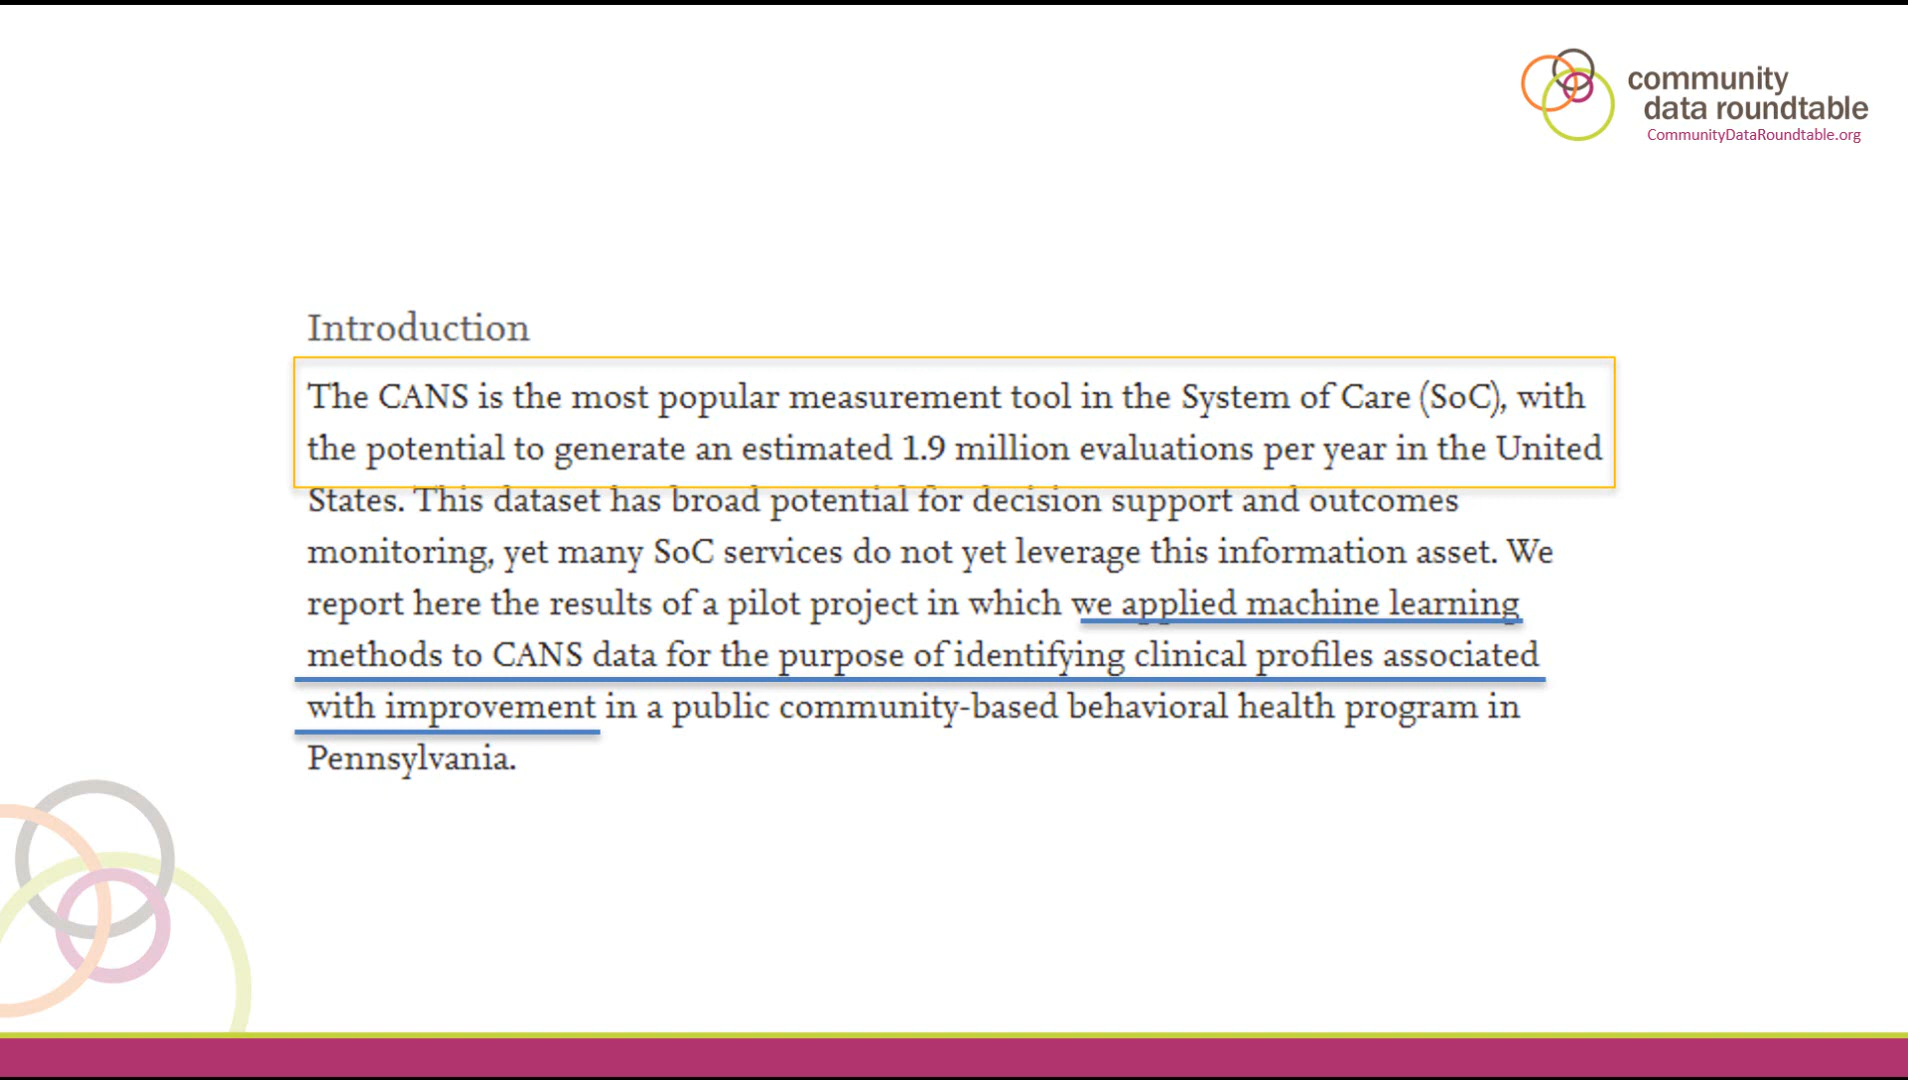 community
data roundtable
CommunityDataRoundtable.org
Introduction
The CANS is the most popular measurement tool in the System of Care (SoC), with
the potential to generate an estimated 1.9 million evaluations per year in the United
States. This dataset has broad potential for decision support and outcomes
monitoring, yet many SoC services do not yet leverage this information asset. We
report here the results of a pilot project in which we applied machine learning
methods to CANS data for the purpose of identifying clinical profiles associated
with improvement in a public community-based behavioral health program in
Pennsylvania.